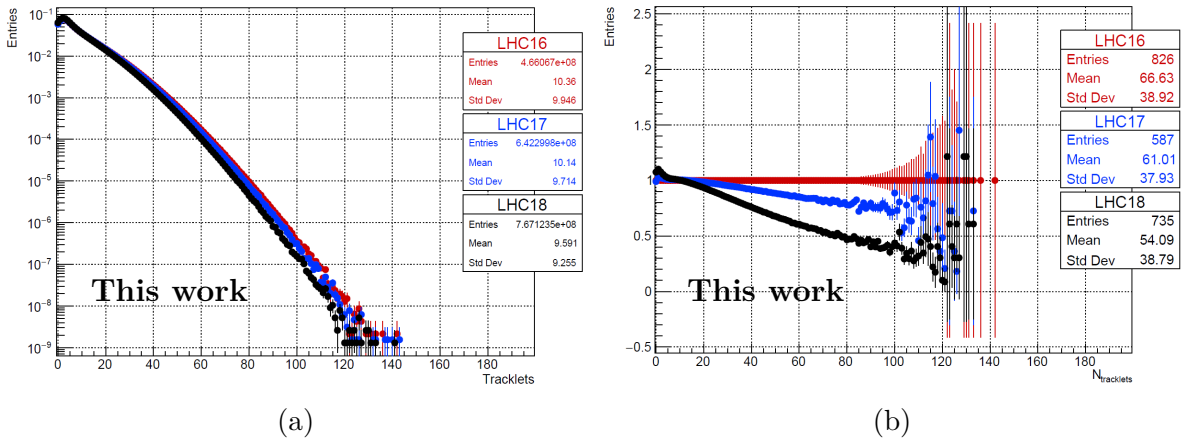 Entries
10⁻¹
10⁻²
10⁻³
10⁻⁴
10⁻⁵
10⁻⁶
10⁻⁷
10⁻⁸
10⁻⁹
0 20 40 60 80 100 120 140 160 180
Tracklets
LHC16
Entries 4.66067e+08
Mean 10.36
Std Dev 9.946
LHC17
Entries 6.422998e+08
Mean 10.14
Std Dev 9.714
LHC18
Entries 7.671235e+08
Mean 9.591
Std Dev 9.255
This work
(a)
Entries
2.5
2
1.5
1
0.5
0
−0.5
0 20 40 60 80 100 120 140 160 180
N_tracklets
LHC16
Entries 826
Mean 66.63
Std Dev 38.92
LHC17
Entries 587
Mean 61.01
Std Dev 37.93
LHC18
Entries 735
Mean 54.09
Std Dev 38.79
This work
(b)